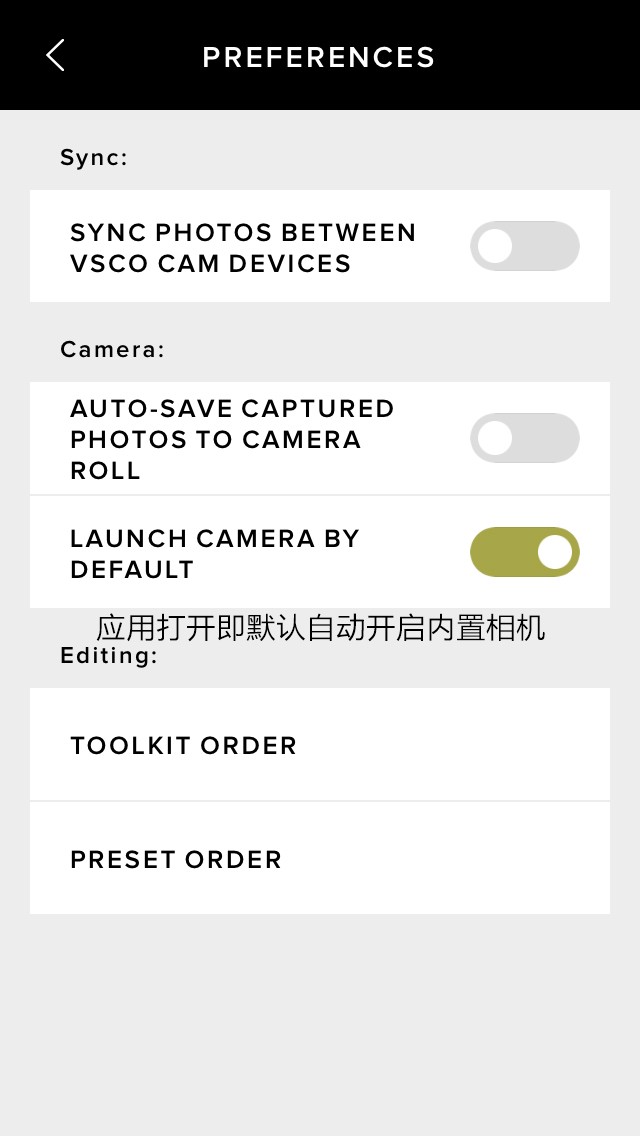 PREFERENCES
Sync:
SYNC PHOTOS BETWEEN
VSCO CAM DEVICES
Camera:
AUTO-SAVE CAPTURED
PHOTOS TO CAMERA
ROLL
LAUNCH CAMERA BY
DEFAULT
应用打开即默认自动开启内置相机
Editing:
TOOLKIT ORDER
PRESET ORDER